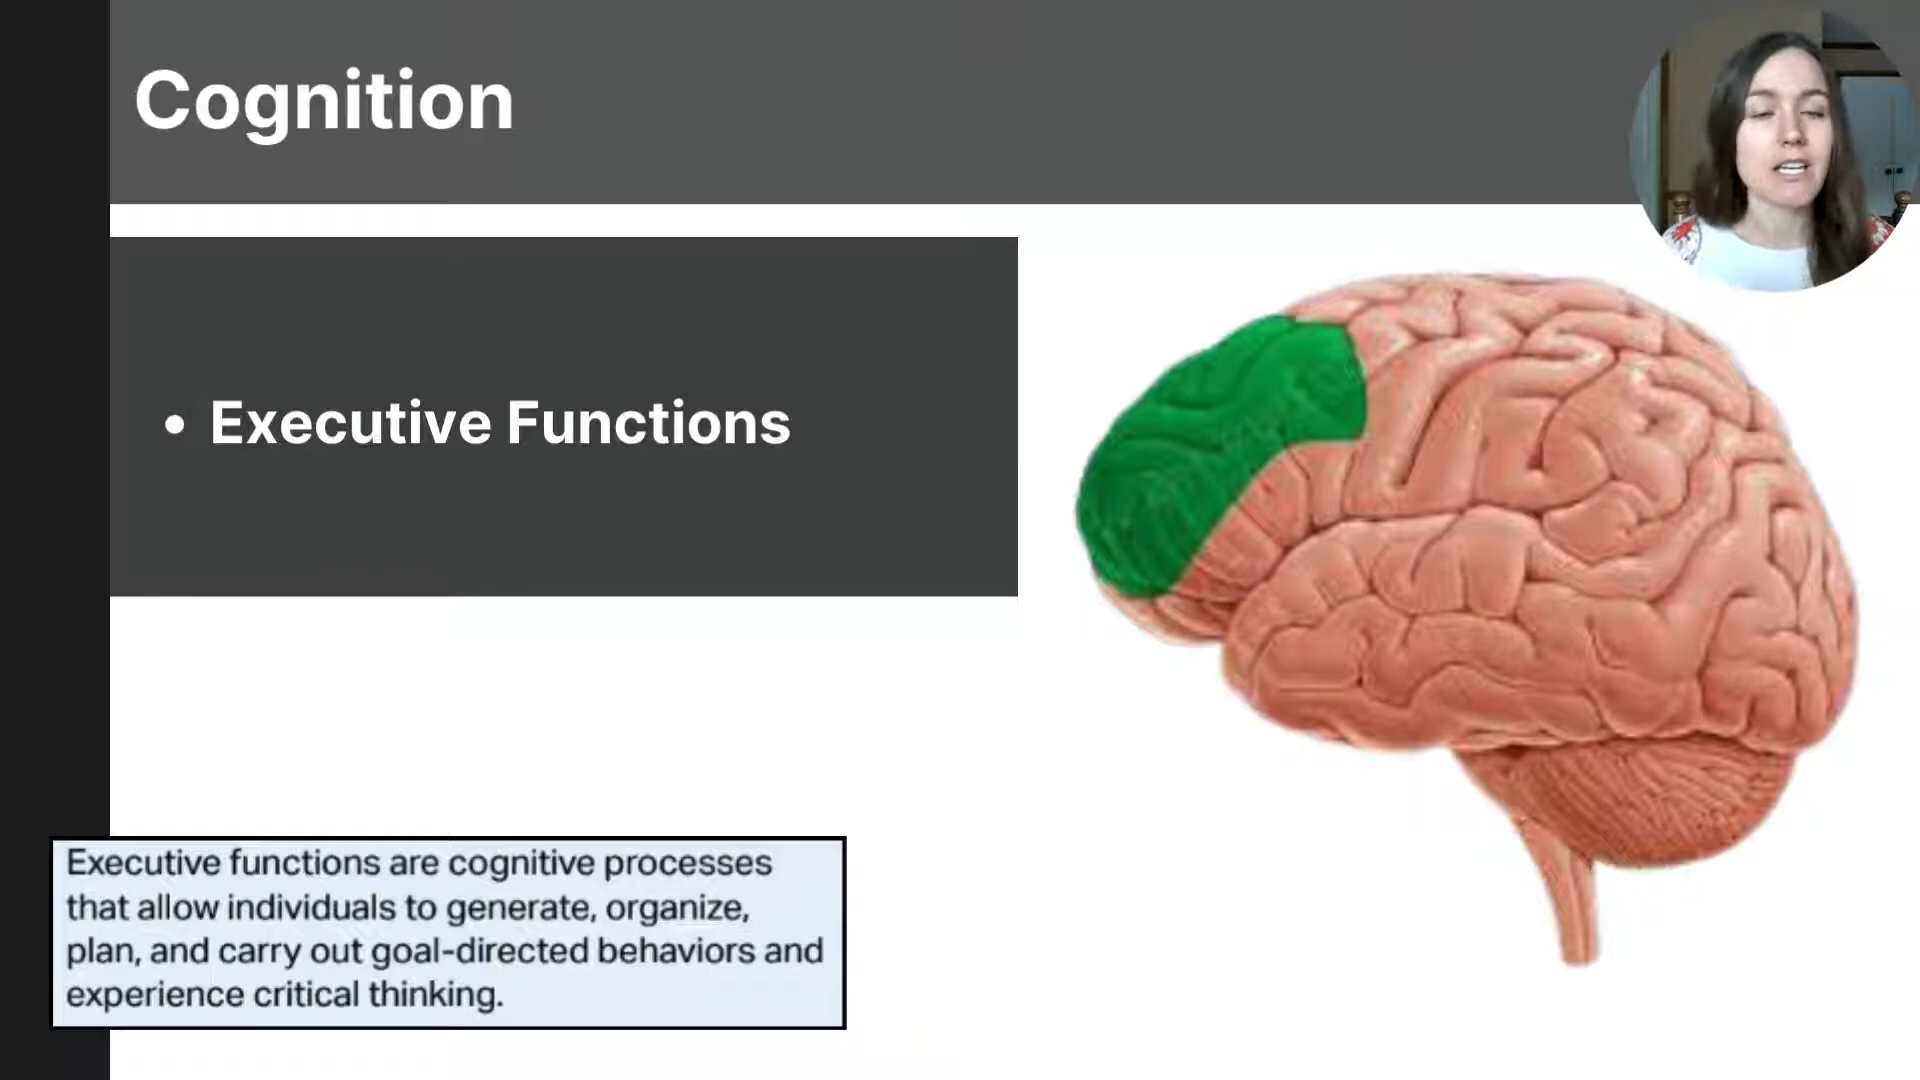 Cognition
• Executive Functions
Executive functions are cognitive processes
that allow individuals to generate, organize,
plan, and carry out goal-directed behaviors and
experience critical thinking.